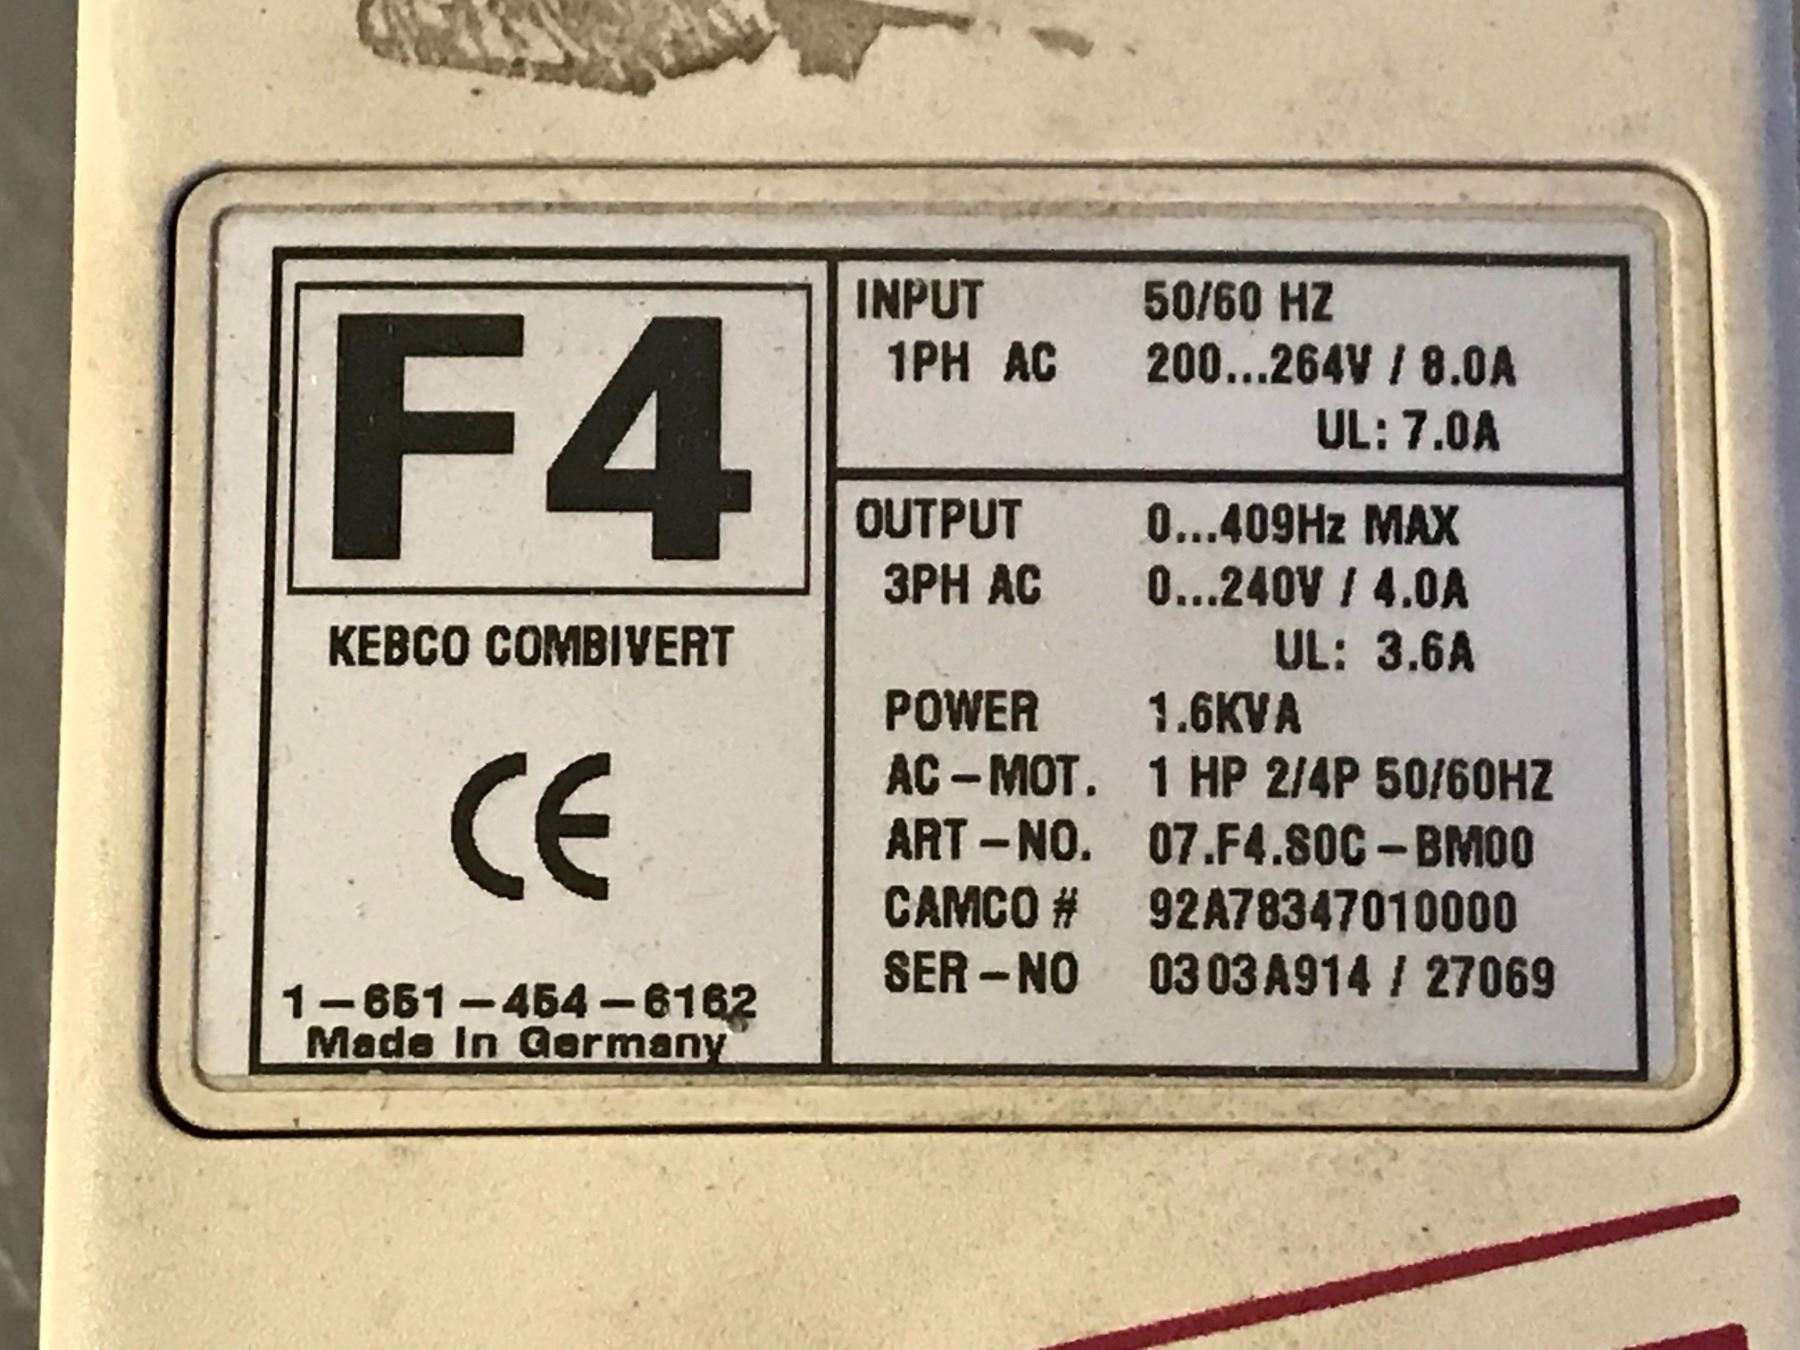 F4
KEBCO COMBIVERT
CE
1-651-454-6162
Made In Germany
INPUT 50/60 HZ
1PH AC 200...264V / 8.0A
UL: 7.0A
OUTPUT 0...409Hz MAX
3PH AC 0...240V / 4.0A
UL: 3.6A
POWER 1.6KVA
AC-MOT. 1 HP 2/4P 50/60HZ
ART-NO. 07.F4.S0C-BM00
CAMCO # 92A78347010000
SER-NO 0303A914 / 27069